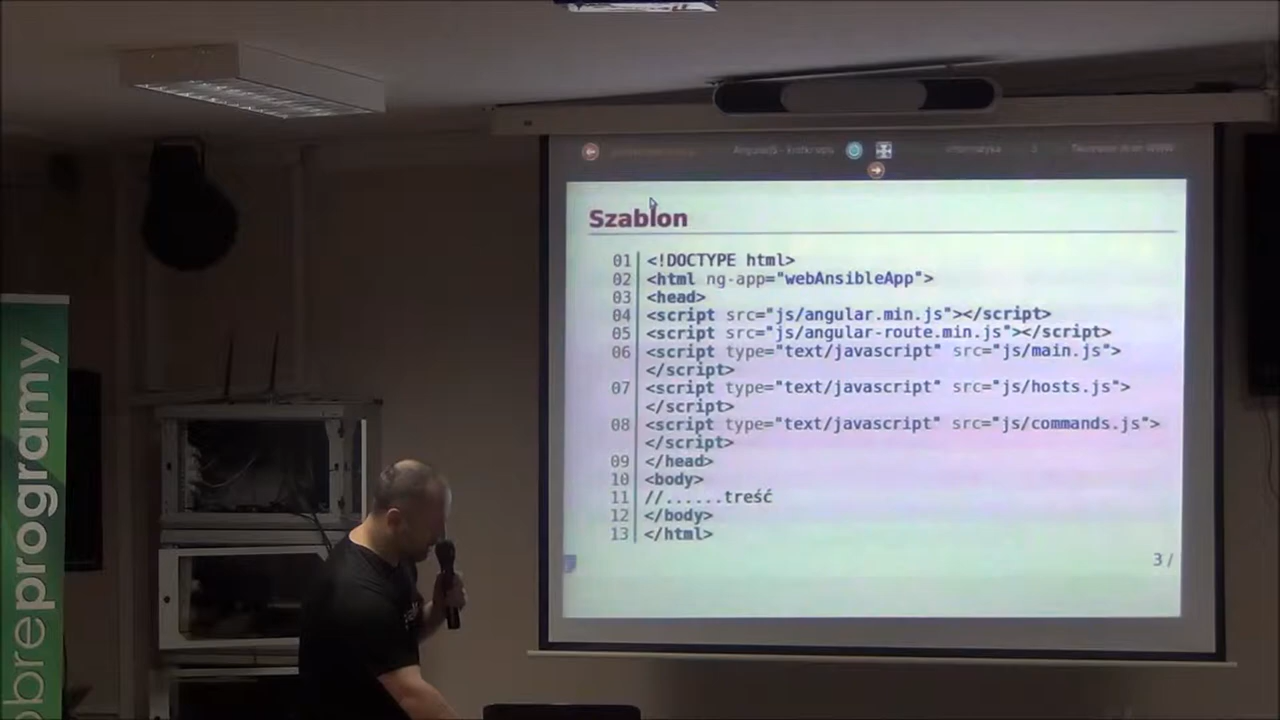 AngularJS
Szablon
01 <!DOCTYPE html>
02 <html ng-app="webAnsibleApp">
03 <head>
04 <script src="js/angular.min.js"></script>
05 <script src="js/angular-route.min.js"></script>
06 <script type="text/javascript" src="js/main.js">
</script>
07 <script type="text/javascript" src="js/hosts.js">
</script>
08 <script type="text/javascript" src="js/commands.js">
</script>
09 </head>
10 <body>
11 //......treść
12 </body>
13 </html>
3 /
obreprogramy